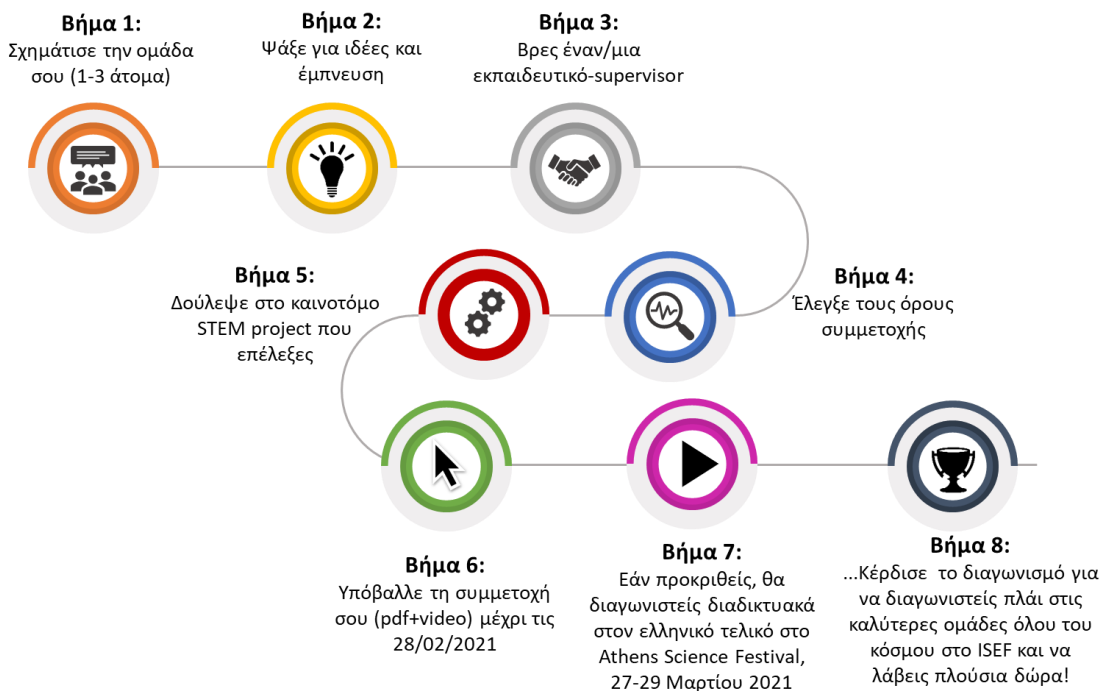 Βήμα 1:
Σχημάτισε την ομάδα
σου (1-3 άτομα)
Βήμα 2:
Ψάξε για ιδέες και
έμπνευση
Βήμα 3:
Βρες έναν/μια
εκπαιδευτικό-supervisor
Βήμα 4:
Έλεγξε τους όρους
συμμετοχής
Βήμα 5:
Δούλεψε στο καινοτόμο
STEM project που
επέλεξες
Βήμα 6:
Υπόβαλλε τη συμμετοχή
σου (pdf+video) μέχρι τις
28/02/2021
Βήμα 7:
Εάν προκριθείς, θα
διαγωνιστείς διαδικτυακά
στον ελληνικό τελικό στο
Athens Science Festival,
27-29 Μαρτίου 2021
Βήμα 8:
...Κέρδισε το διαγωνισμό για
να διαγωνιστείς πλάι στις
καλύτερες ομάδες όλου του
κόσμου στο ISEF και να
λάβεις πλούσια δώρα!